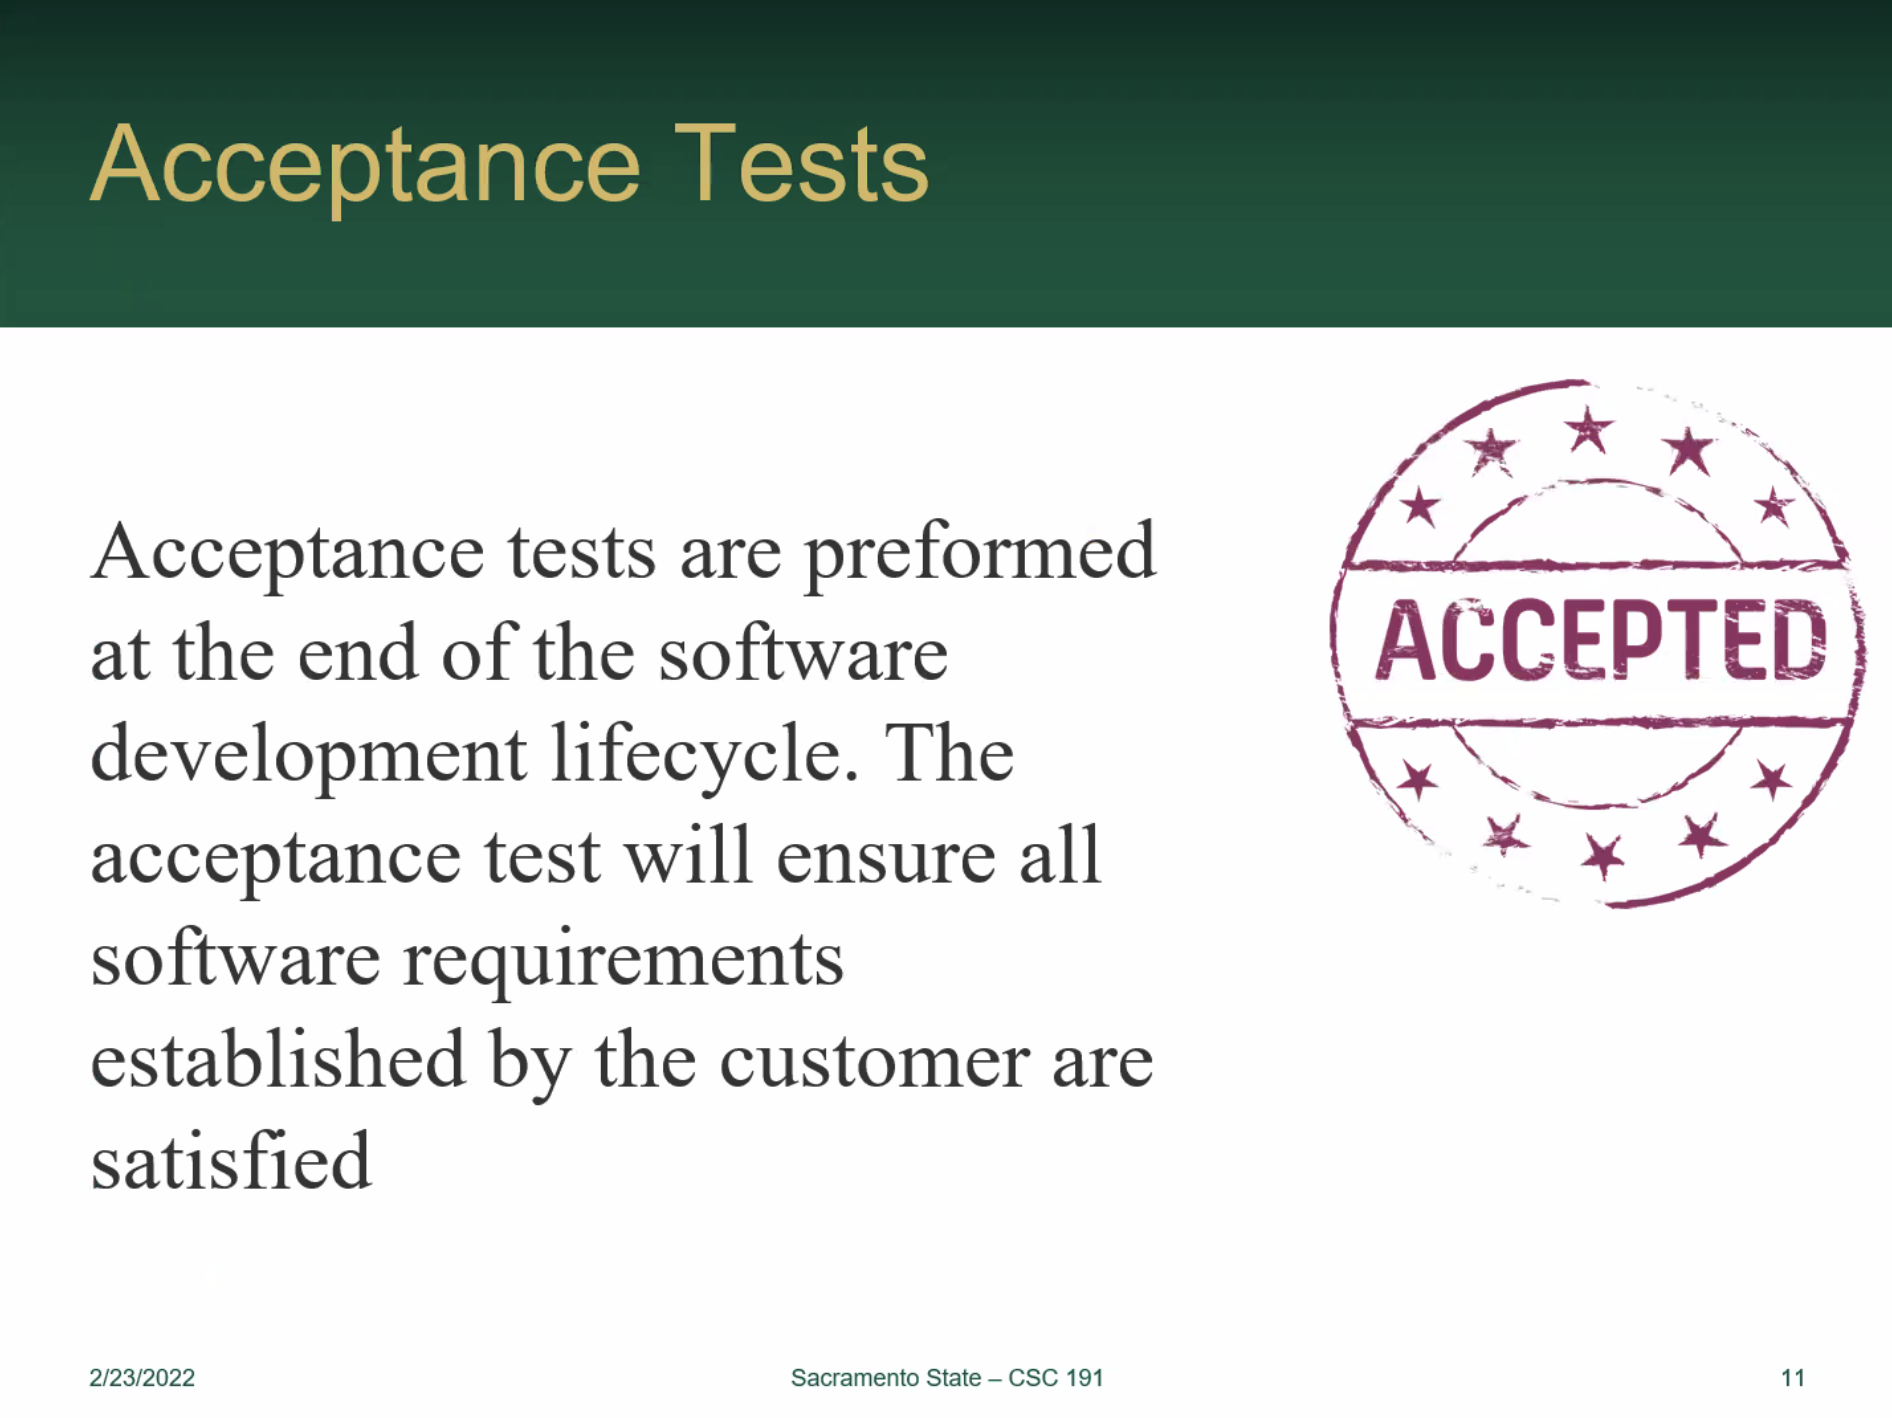 Acceptance Tests
Acceptance tests are preformed
at the end of the software
development lifecycle. The
acceptance test will ensure all
software requirements
established by the customer are
satisfied
ACCEPTED
2/23/2022
Sacramento State – CSC 191
11